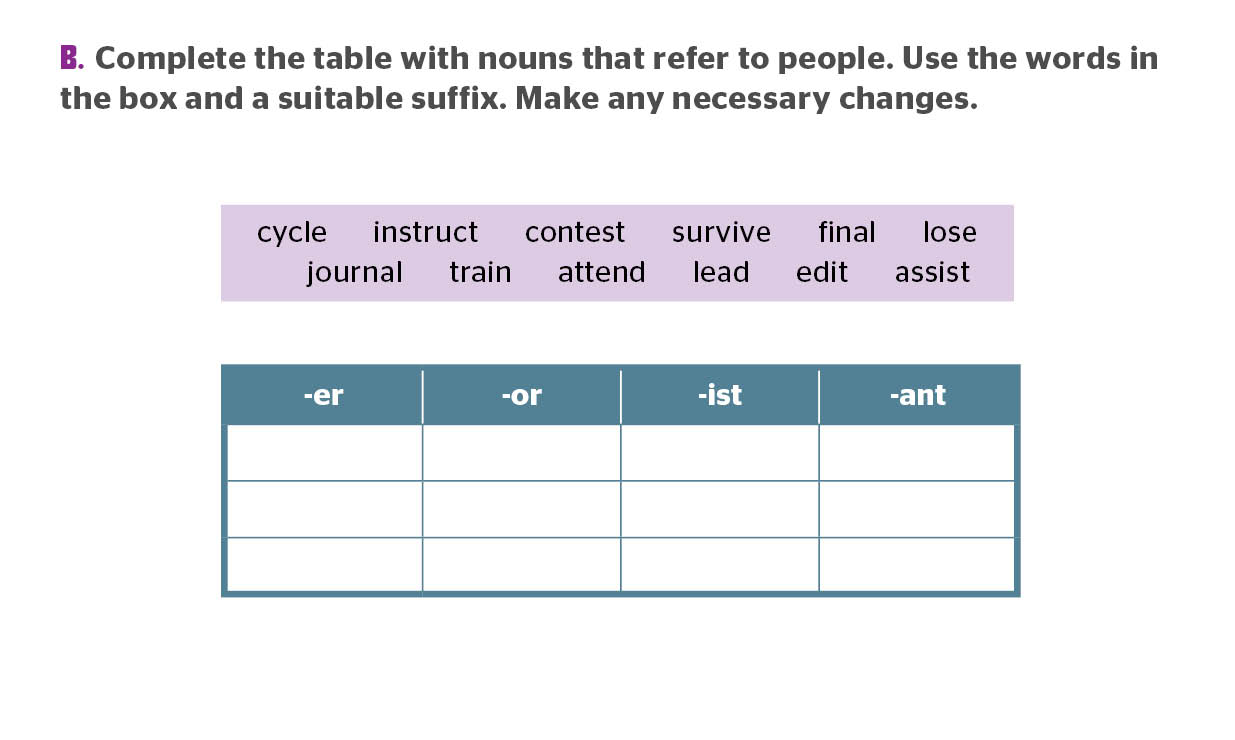 B. Complete the table with nouns that refer to people. Use the words in
the box and a suitable suffix. Make any necessary changes.
cycle instruct contest survive final lose
journal train attend lead edit assist
-er -or -ist -ant